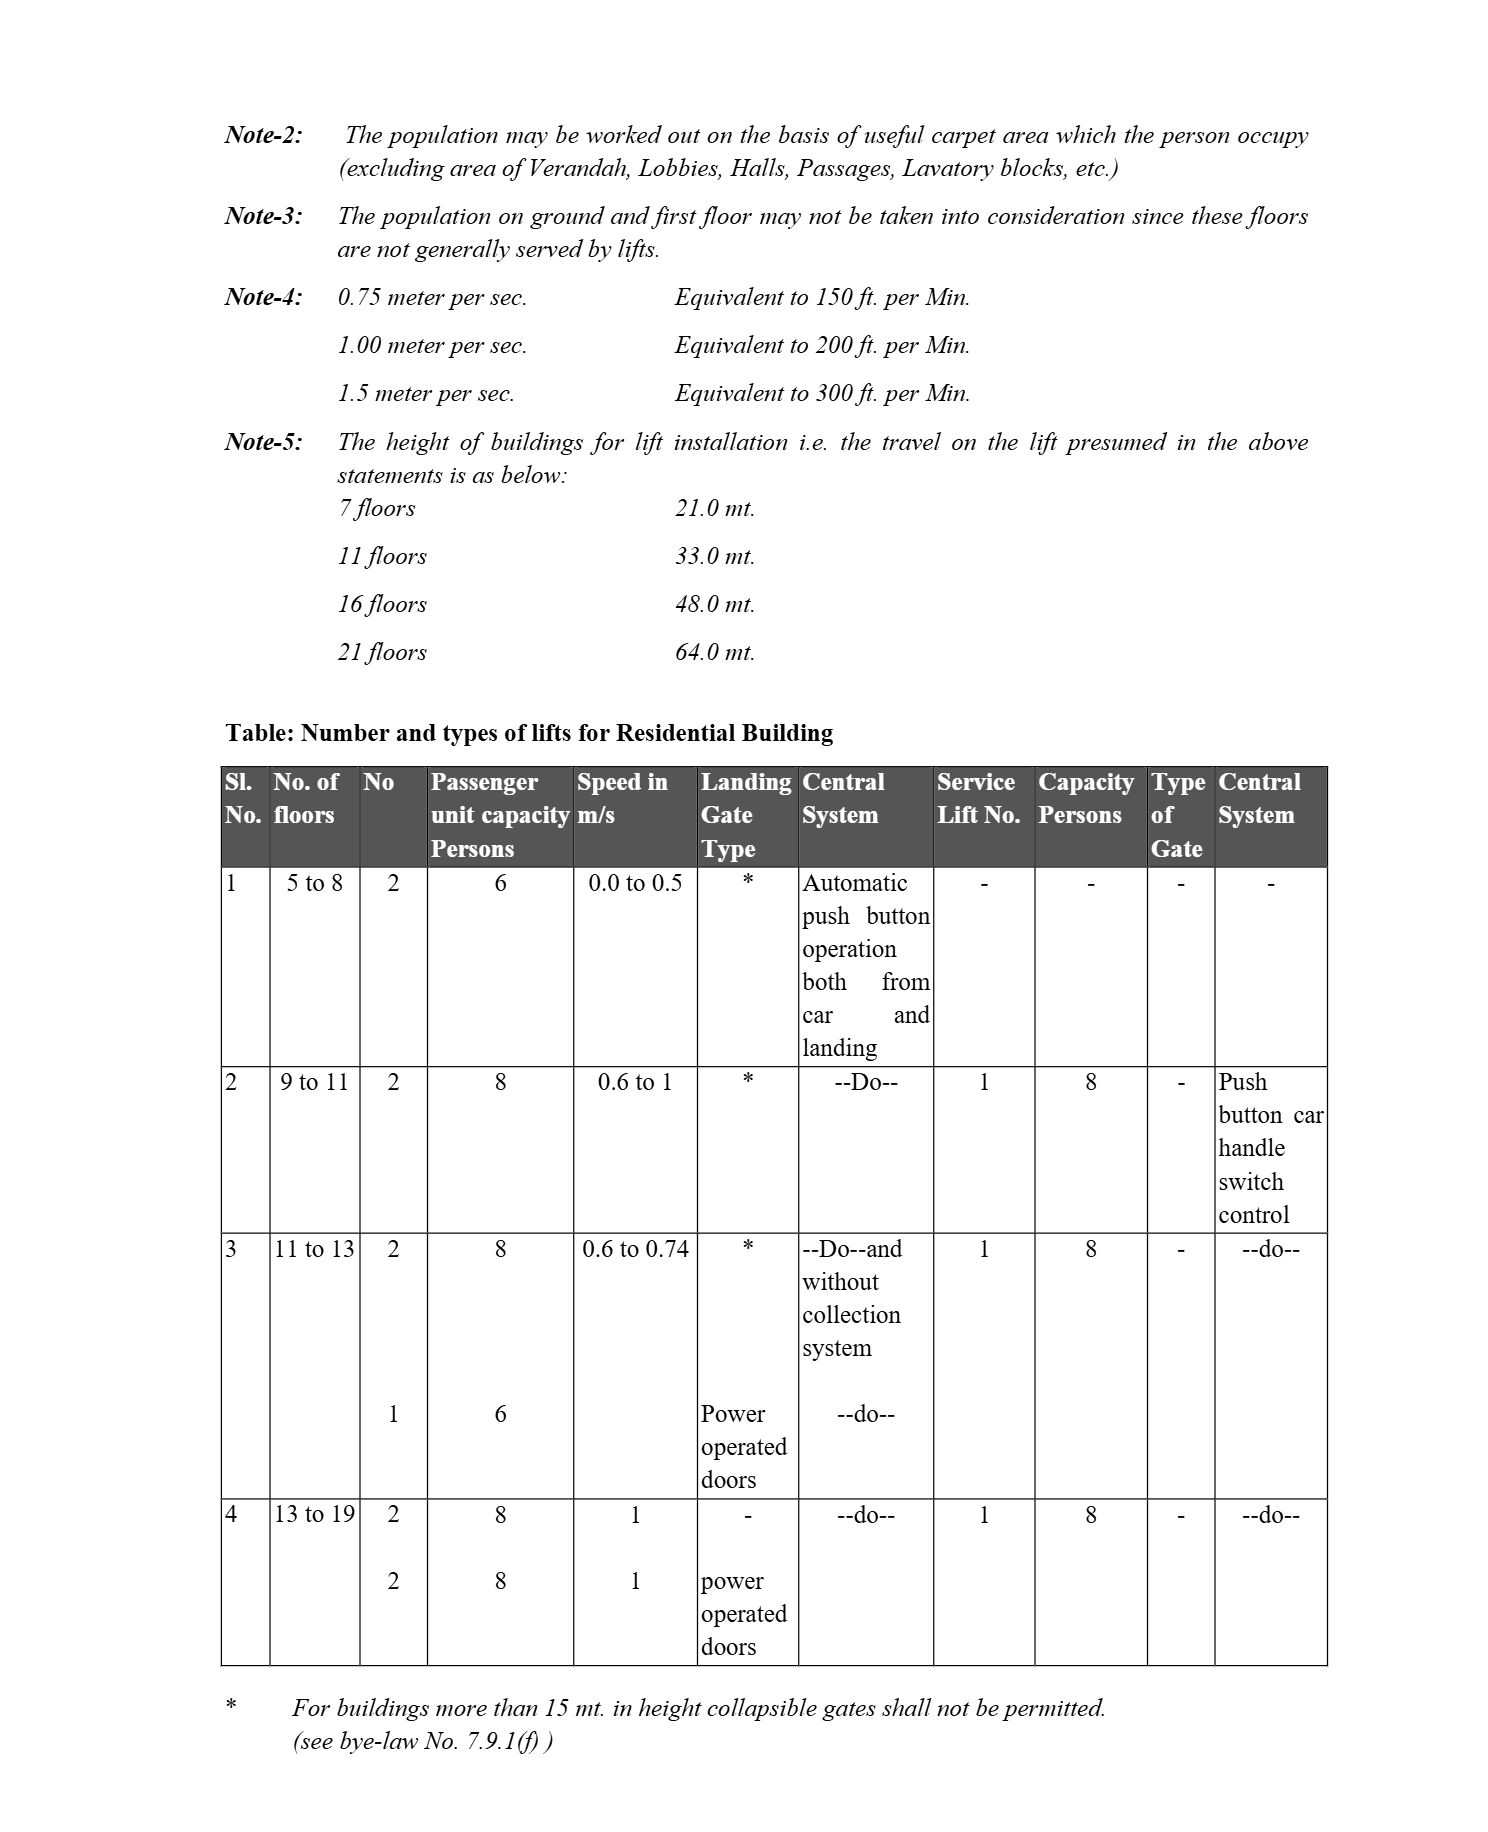 Note-2: The population may be worked out on the basis of useful carpet area which the person occupy
(excluding area of Verandah, Lobbies, Halls, Passages, Lavatory blocks, etc.)
Note-3: The population on ground and first floor may not be taken into consideration since these floors
are not generally served by lifts.
Note-4: 0.75 meter per sec. Equivalent to 150 ft. per Min.
1.00 meter per sec. Equivalent to 200 ft. per Min.
1.5 meter per sec. Equivalent to 300 ft. per Min.
Note-5: The height of buildings for lift installation i.e. the travel on the lift presumed in the above
statements is as below:
7 floors 21.0 mt.
11 floors 33.0 mt.
16 floors 48.0 mt.
21 floors 64.0 mt.
Table: Number and types of lifts for Residential Building
Sl. No. of No Passenger Speed in Landing Central Service Capacity Type Central
No. floors unit capacity m/s Gate System Lift No. Persons of System
Persons Type Gate
1 5 to 8 2 6 0.0 to 0.5 * Automatic - - - -
push button
operation
both from
car and
landing
2 9 to 11 2 8 0.6 to 1 * --Do-- 1 8 - Push
button car
handle
switch
control
3 11 to 13 2 8 0.6 to 0.74 * --Do--and 1 8 - --do--
without
collection
system
1 6 Power --do--
operated
doors
4 13 to 19 2 8 1 - --do-- 1 8 - --do--
2 8 1 power
operated
doors
* For buildings more than 15 mt. in height collapsible gates shall not be permitted.
(see bye-law No. 7.9.1(f) )